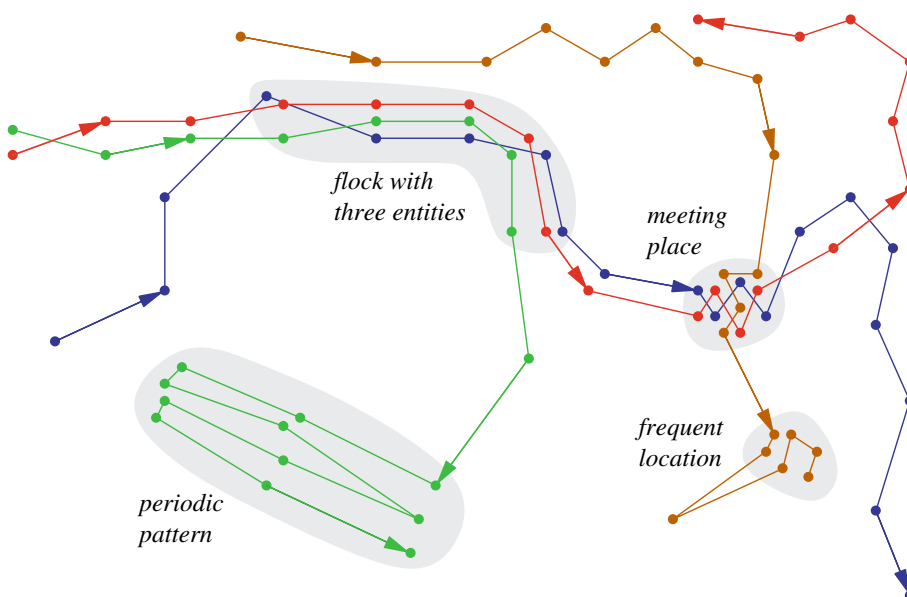 flock with
three entities
meeting
place
frequent
location
periodic
pattern